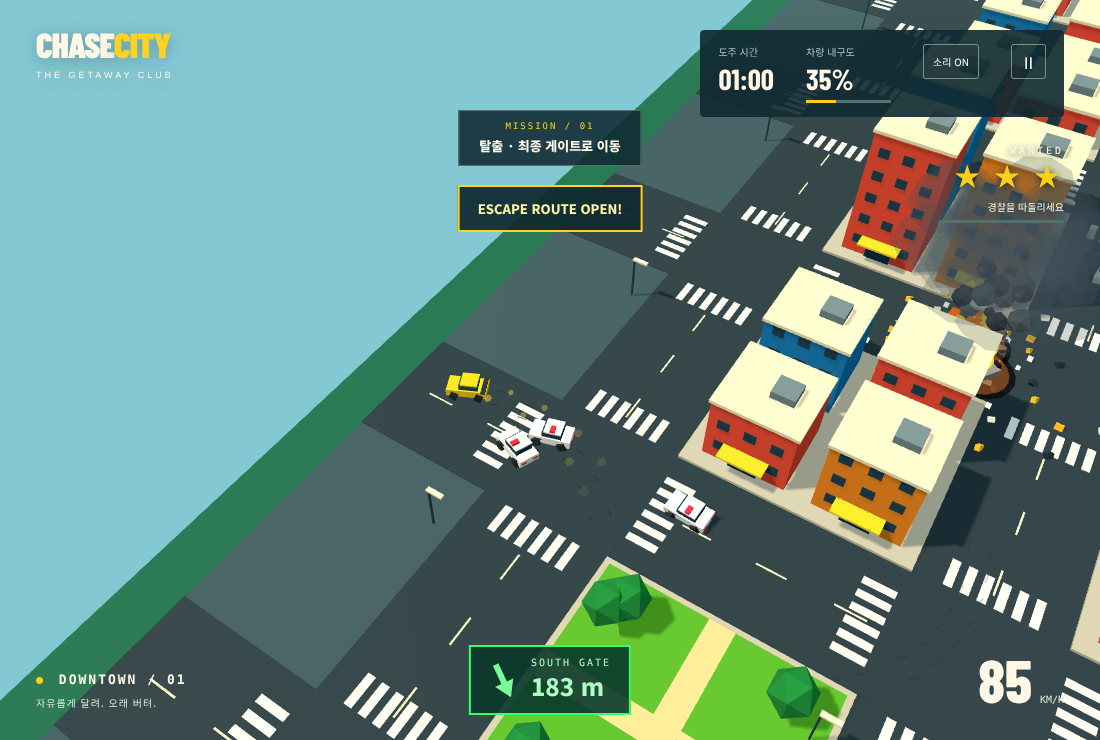 CHASECITY
THE GETAWAY CLUB
도주 시간
01:00
차량 내구도
35%
소리 ON
MISSION / 01
탈출 · 최종 게이트로 이동
ESCAPE ROUTE OPEN!
WANTED
경찰을 따돌리세요
SOUTH GATE
183 m
DOWNTOWN / 01
자유롭게 달려. 오래 버텨.
85 KM/H